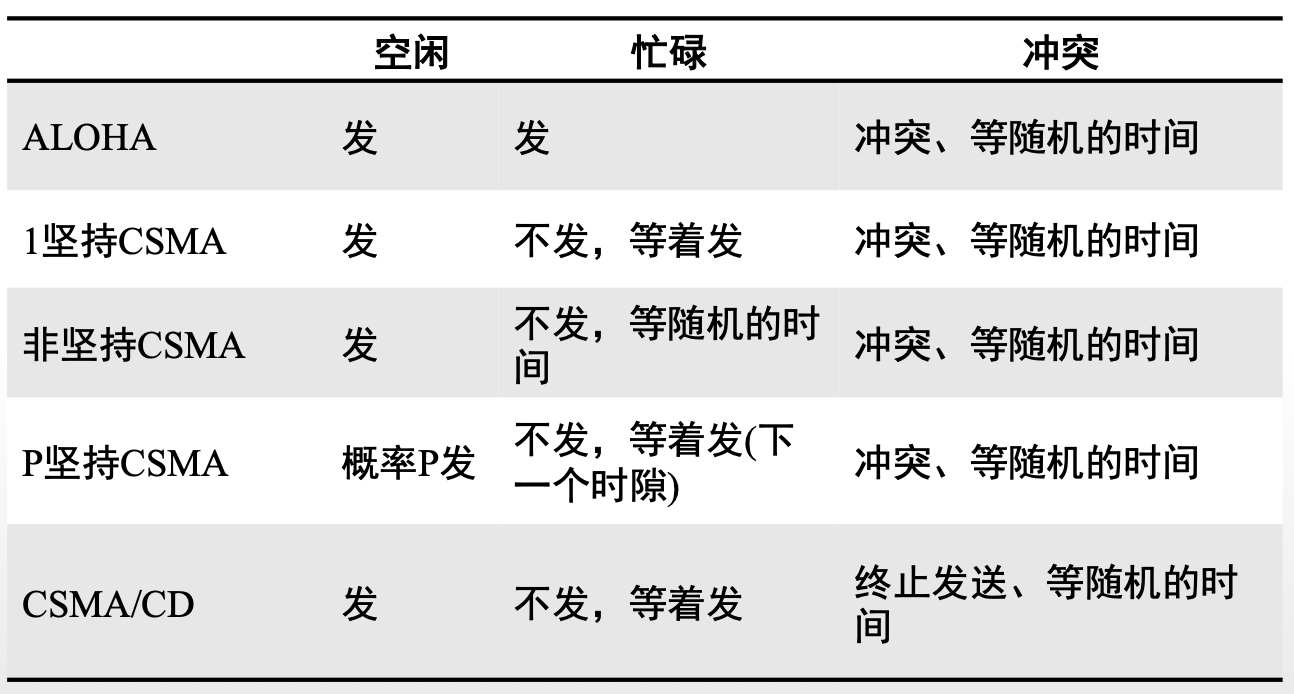 空闲 忙碌 冲突
ALOHA 发 发 冲突、等随机的时间
1坚持CSMA 发 不发，等着发 冲突、等随机的时间
非坚持CSMA 发 不发，等随机的时
间 冲突、等随机的时间
P坚持CSMA 概率P发 不发，等着发(下
一个时隙) 冲突、等随机的时间
CSMA/CD 发 不发，等着发 终止发送、等随机的时
间